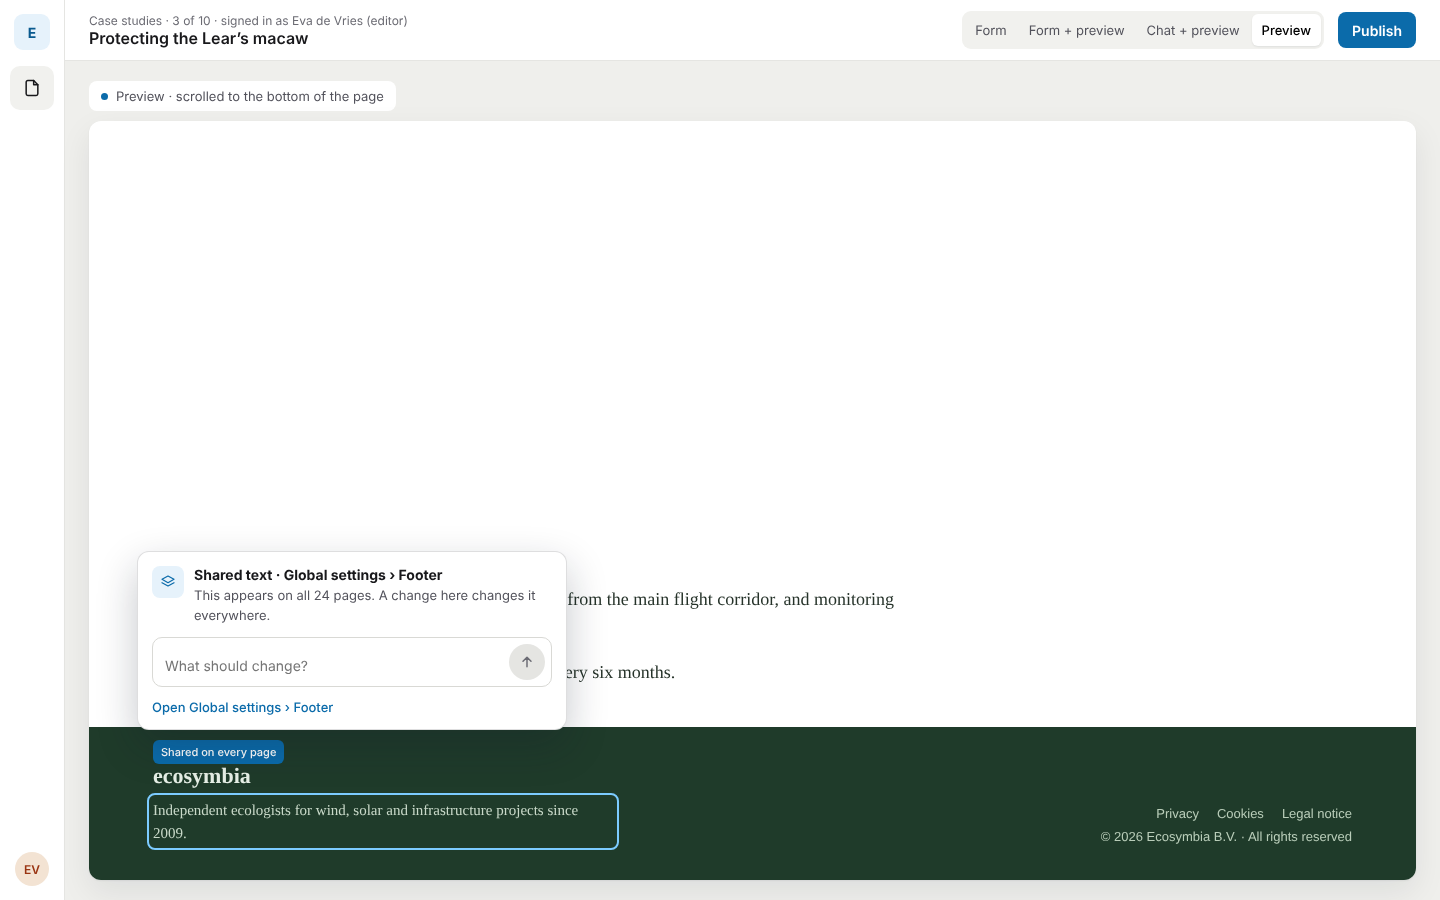 E
Case studies · 3 of 10 · signed in as Eva de Vries (editor)
Protecting the Lear’s macaw
Form
Form + preview
Chat + preview
Preview
Publish
Preview · scrolled to the bottom of the page
Shared text · Global settings › Footer
This appears on all 24 pages. A change here changes it
everywhere.
from the main flight corridor, and monitoring
What should change?
ery six months.
Open Global settings › Footer
Shared on every page
ecosymbia
Independent ecologists for wind, solar and infrastructure projects since
2009.
Privacy Cookies Legal notice
© 2026 Ecosymbia B.V. · All rights reserved
EV